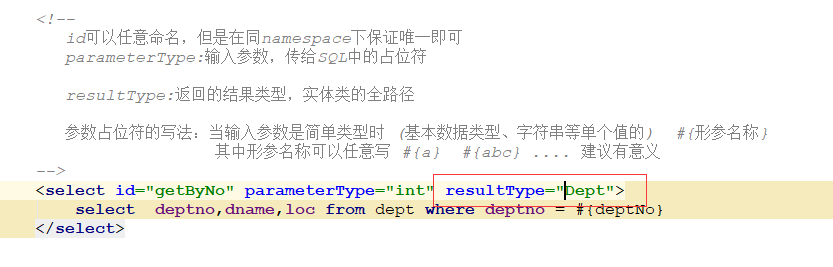 <!--
id可以任意命名，但是在同namespace下保证唯一即可
parameterType:输入参数，传给SQL中的占位符
resultType:返回的结果类型，实体类的全路径
参数占位符的写法：当输入参数是简单类型时 (基本数据类型、字符串等单个值的) #{形参名称}
其中形参名称可以任意写 #{a} #{abc} .... 建议有意义
-->
<select id="getByNo" parameterType="int" resultType="Dept">
select deptno,dname,loc from dept where deptno = #{deptNo}
</select>